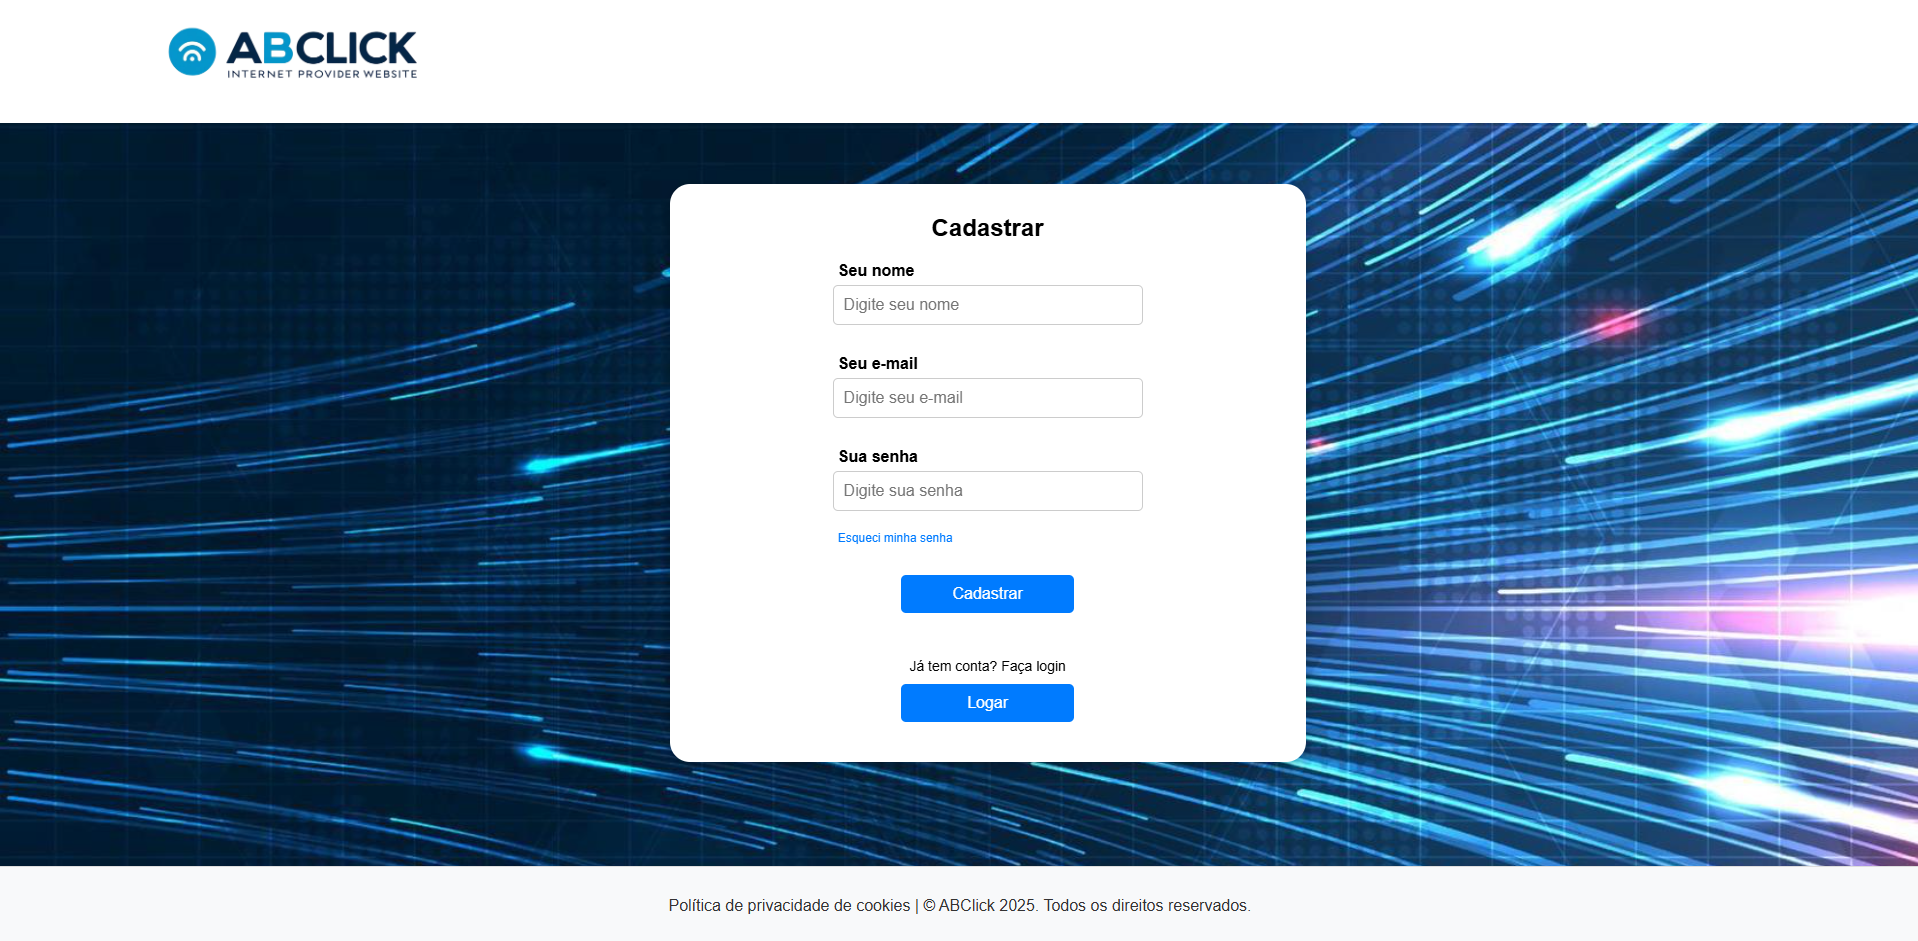 ABCLICK
INTERNET PROVIDER WEBSITE
Cadastrar
Seu nome
Digite seu nome
Seu e-mail
Digite seu e-mail
Sua senha
Digite sua senha
Esqueci minha senha
Cadastrar
Já tem conta? Faça login
Logar
Política de privacidade de cookies | © ABClick 2025. Todos os direitos reservados.